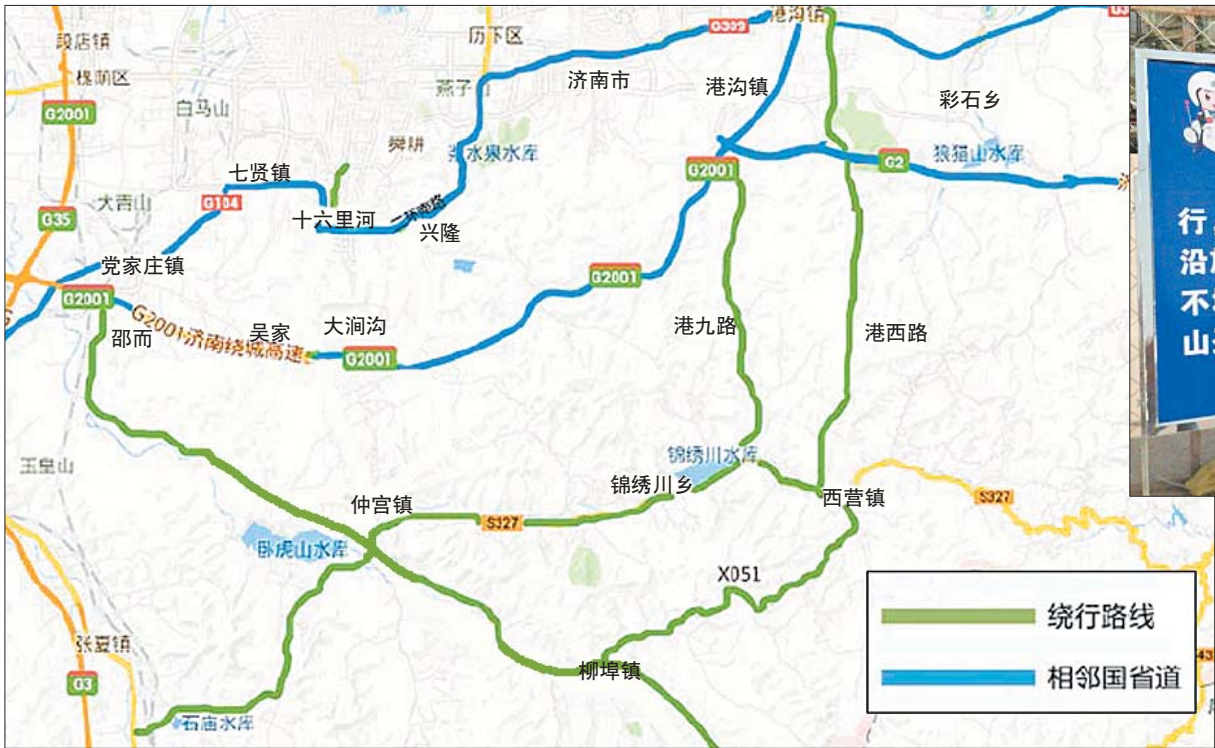 港沟镇
段店镇
历下区
G309
槐荫区
济南市
燕子山
港沟镇
彩石乡
G2001
白马山
舜耕
水泉水库
G2
狼猫山水库
G2001
七贤镇
大青山
G104
十六里河
二环南路
兴隆
G35
党家庄镇
G2001
G2001
G2001济南绕城高速
吴家
大涧沟
邵而
G2001
港九路
港西路
行
沿
不
山
玉皇山
锦绣川水库
锦绣川乡
西营镇
S327
仲宫镇
S327
卧虎山水库
X051
绕行路线
张夏镇
柳埠镇
相邻国省道
G3
石庙水库